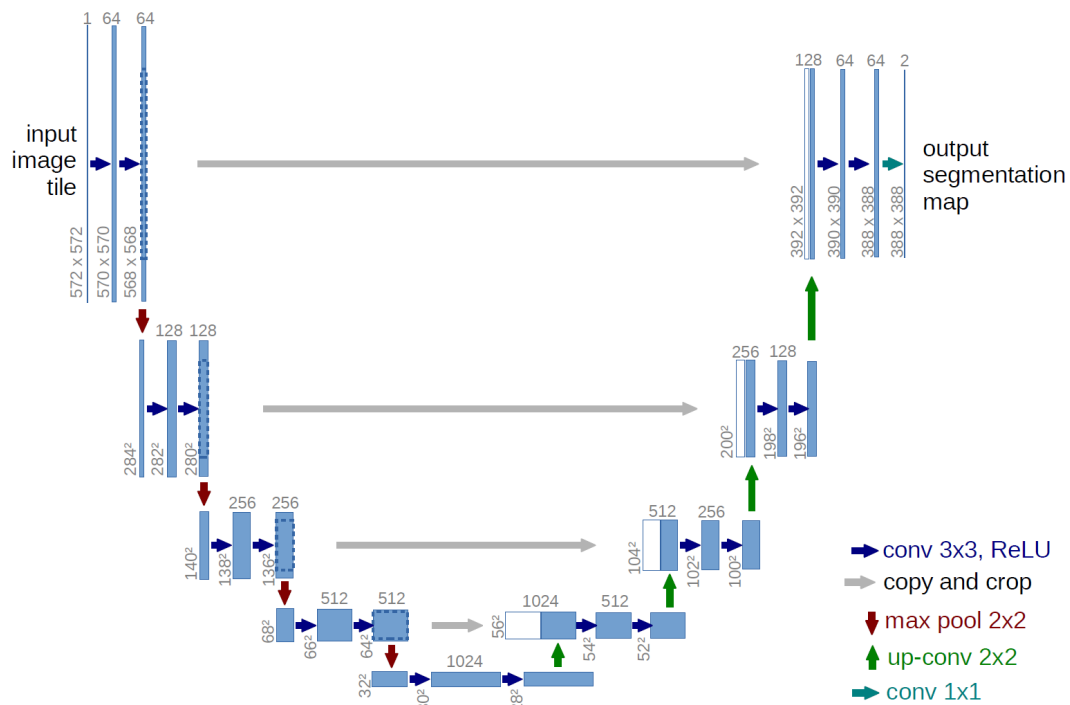 1 64 64
128 64 64 2
input
image
tile
output
segmentation
map
572 x 572
570 x 570
568 x 568
392 x 392
390 x 390
388 x 388
388 x 388
128 128
256 128
284²
282²
280²
200²
198²
196²
256 256
512 256
140²
138²
136²
104²
102²
100²
512 512
1024 512
68²
66²
64²
56²
54²
52²
1024
32²
conv 3x3, ReLU
copy and crop
max pool 2x2
up-conv 2x2
conv 1x1